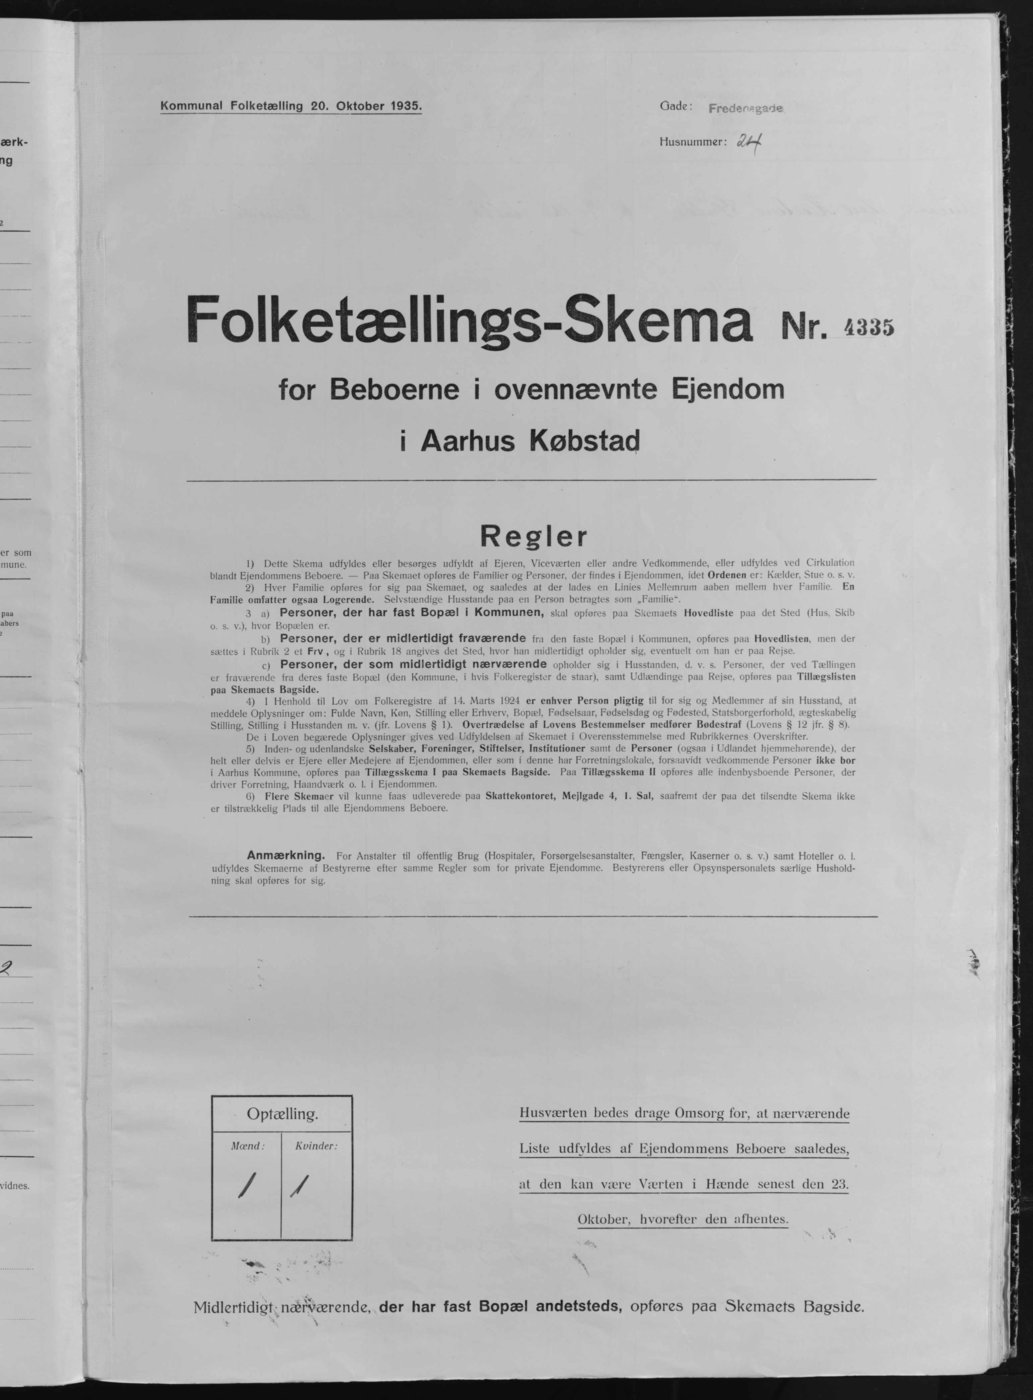 Kommunal Folketælling 20. Oktober 1935.
Gade: Fredensgade
Husnummer: 24
Folketællings-Skema Nr. 4335
for Beboerne i ovennævnte Ejendom
i Aarhus Købstad
Regler
1) Dette Skema udfyldes eller besørges udfyldt af Ejeren, Viceværten eller andre Vedkommende, eller udfyldes ved Cirkulation
blandt Ejendommens Beboere. — Paa Skemaet opføres de Familier og Personer, der findes i Ejendommen, idet Ordenen er: Kælder, Stue o. s. v.
2) Hver Familie opføres for sig paa Skemaet, og saaledes at der lades en Linies Mellemrum aaben mellem hver Familie. En
Familie omfatter ogsaa Logerende. Selvstændige Husstande paa en Person betragtes som „Familie“.
3 a) Personer, der har fast Bopæl i Kommunen, skal opføres paa Skemaets Hovedliste paa det Sted (Hus, Skib
o. s. v.), hvor Bopælen er.
b) Personer, der er midlertidigt fraværende fra den faste Bopæl i Kommunen, opføres paa Hovedlisten, men der
sættes i Rubrik 2 et Frv, og i Rubrik 18 angives det Sted, hvor han midlertidigt opholder sig, eventuelt om han er paa Rejse.
c) Personer, der som midlertidigt nærværende opholder sig i Husstanden, d. v. s. Personer, der ved Tællingen
er fraværende fra deres faste Bopæl (den Kommune, i hvis Folkeregister de staar), samt Udlændinge paa Rejse, opføres paa Tillægslisten
paa Skemaets Bagside.
4) I Henhold til Lov om Folkeregistre af 14. Marts 1924 er enhver Person pligtig til for sig og Medlemmer af sin Husstand, at
meddele Oplysninger om: Fulde Navn, Køn, Stilling eller Erhverv, Bopæl, Fødselsaar, Fødselsdag og Fødested, Statsborgerforhold, ægteskabelig
Stilling, Stilling i Husstanden m. v. (jfr. Lovens § 1). Overtrædelse af Lovens Bestemmelser medfører Bødestraf (Lovens § 12 jfr. § 8).
De i Loven begærede Oplysninger gives ved Udfyldelsen af Skemaet i Overensstemmelse med Rubrikkernes Overskrifter.
5) Inden- og udenlandske Selskaber, Foreninger, Stiftelser, Institutioner samt de Personer (ogsaa i Udlandet hjemmehørende), der
helt eller delvis er Ejere eller Medejere af Ejendommen, eller som i denne har Forretningslokale, forsaavidt vedkommende Personer ikke bor
i Aarhus Kommune, opføres paa Tillægsskema I paa Skemaets Bagside. Paa Tillægsskema II opføres alle indenbysboende Personer, der
driver Forretning, Haandværk o. l. i Ejendommen.
6) Flere Skemaer vil kunne faas udleverede paa Skattekontoret, Mejlgade 4, 1. Sal, saafremt der paa det tilsendte Skema ikke
er tilstrækkelig Plads til alle Ejendommens Beboere.
Anmærkning. For Anstalter til offentlig Brug (Hospitaler, Forsørgelsesanstalter, Fængsler, Kaserner o. s. v.) samt Hoteller o. l.
udfyldes Skemaerne af Bestyrerne efter samme Regler som for private Ejendomme. Bestyrerens eller Opsynspersonalets særlige Hushold-
ning skal opføres for sig.
Optælling.
Mænd: Kvinder:
1 1
Husværten bedes drage Omsorg for, at nærværende
Liste udfyldes af Ejendommens Beboere saaledes,
at den kan være Værten i Hænde senest den 23.
Oktober, hvorefter den afhentes.
Midlertidigt nærværende, der har fast Bopæl andetsteds, opføres paa Skemaets Bagside.